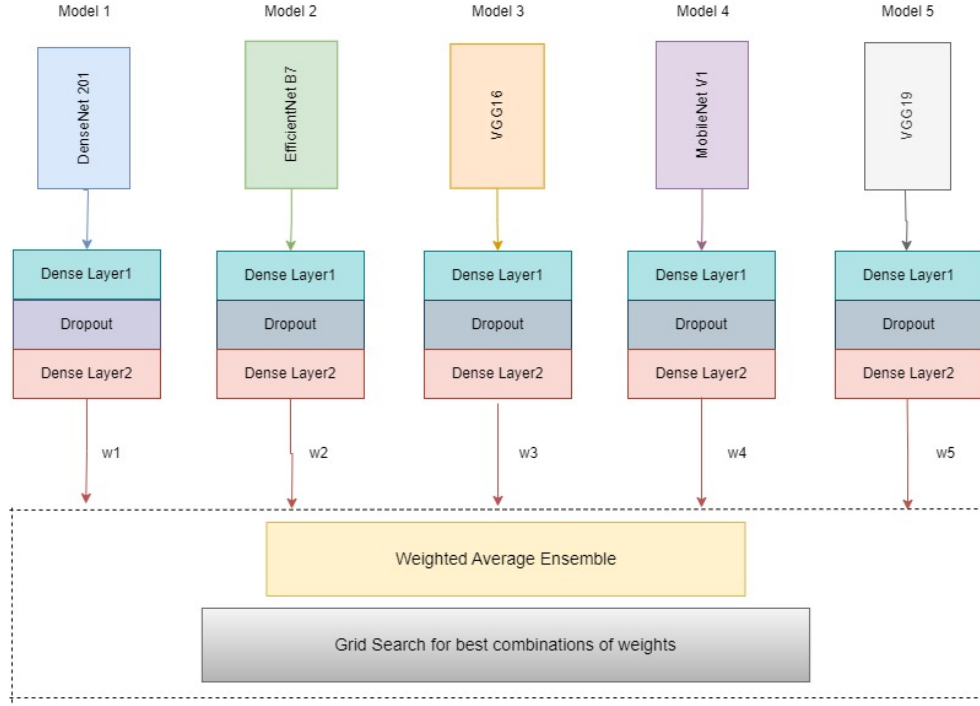 Model 1
Model 2
Model 3
Model 4
Model 5
DenseNet 201
EfficientNet B7
VGG16
MobileNet V1
VGG19
Dense Layer1
Dense Layer1
Dense Layer1
Dense Layer1
Dense Layer1
Dropout
Dropout
Dropout
Dropout
Dropout
Dense Layer2
Dense Layer2
Dense Layer2
Dense Layer2
Dense Layer2
w1
w2
w3
w4
w5
Weighted Average Ensemble
Grid Search for best combinations of weights